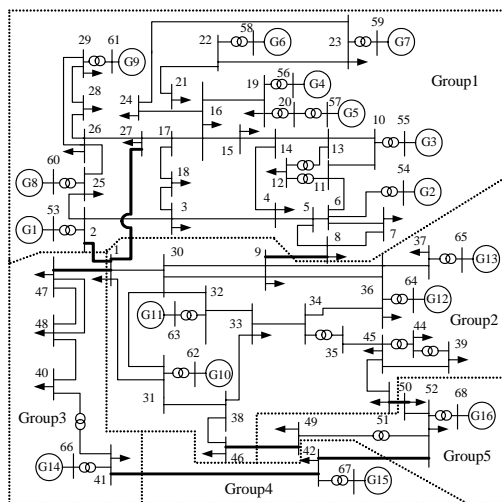 29 61 22 58 59
G9 G6 23 G7
28 21 19 56 G4 Group1
24 16 20 57
26 27 17 G5 10 55
60 15 14 13 G3
G8 25 18 12 11 54
53 6 G2
G1 2 3 4 5 7
1 30 9 8 37 65
47 G13
32 36 64
48 G11 34 G12
63 33 Group2
62 35 45 44
40 G10 39
31 50 52
Group3 38 68
49 51 G16
66 46 42 Group5
G14 67
41 Group4 G15